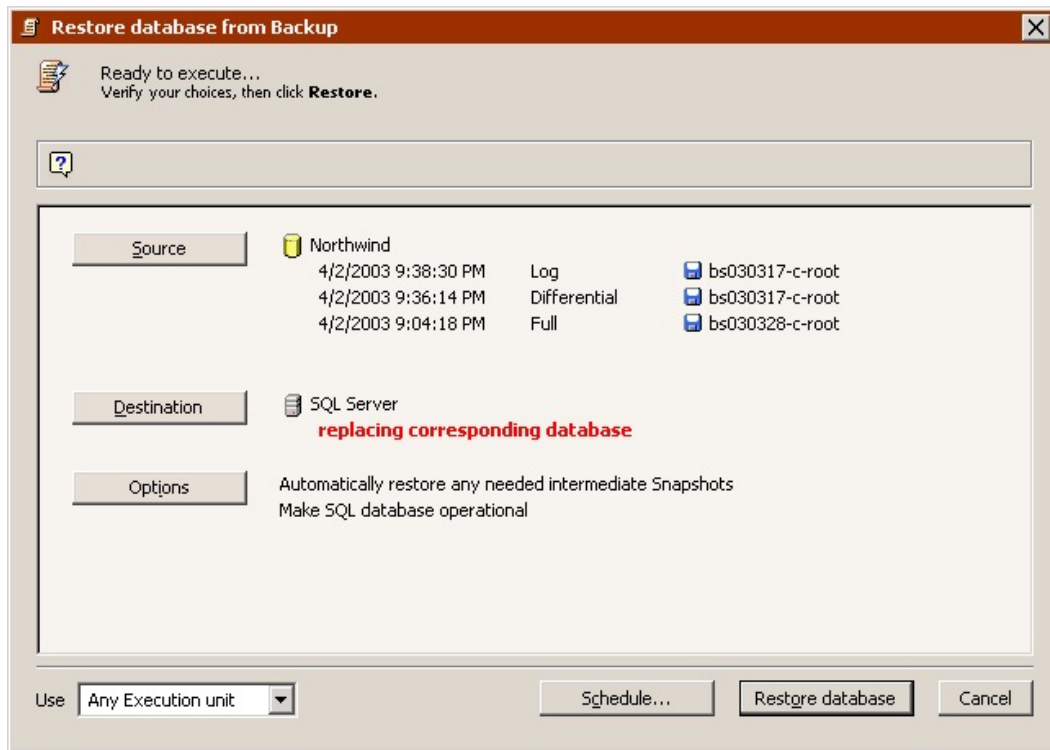 Restore database from Backup
Ready to execute...
Verify your choices, then click Restore.
Source
Northwind
4/2/2003 9:38:30 PM Log bs030317-c-root
4/2/2003 9:36:14 PM Differential bs030317-c-root
4/2/2003 9:04:18 PM Full bs030328-c-root
Destination
SQL Server
replacing corresponding database
Options
Automatically restore any needed intermediate Snapshots
Make SQL database operational
Use Any Execution unit Schedule... Restore database Cancel